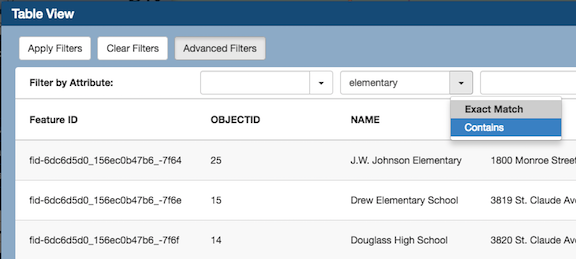 Table View
Apply Filters Clear Filters Advanced Filters
Filter by Attribute: elementary
Exact Match
Contains
Feature ID OBJECTID NAME
fid-6dc6d5d0_156ec0b47b6_-7f64 25 J.W. Johnson Elementary 1800 Monroe Street
fid-6dc6d5d0_156ec0b47b6_-7f6e 15 Drew Elementary School 3819 St. Claude Av
fid-6dc6d5d0_156ec0b47b6_-7f6f 14 Douglass High School 3820 St. Claude Av